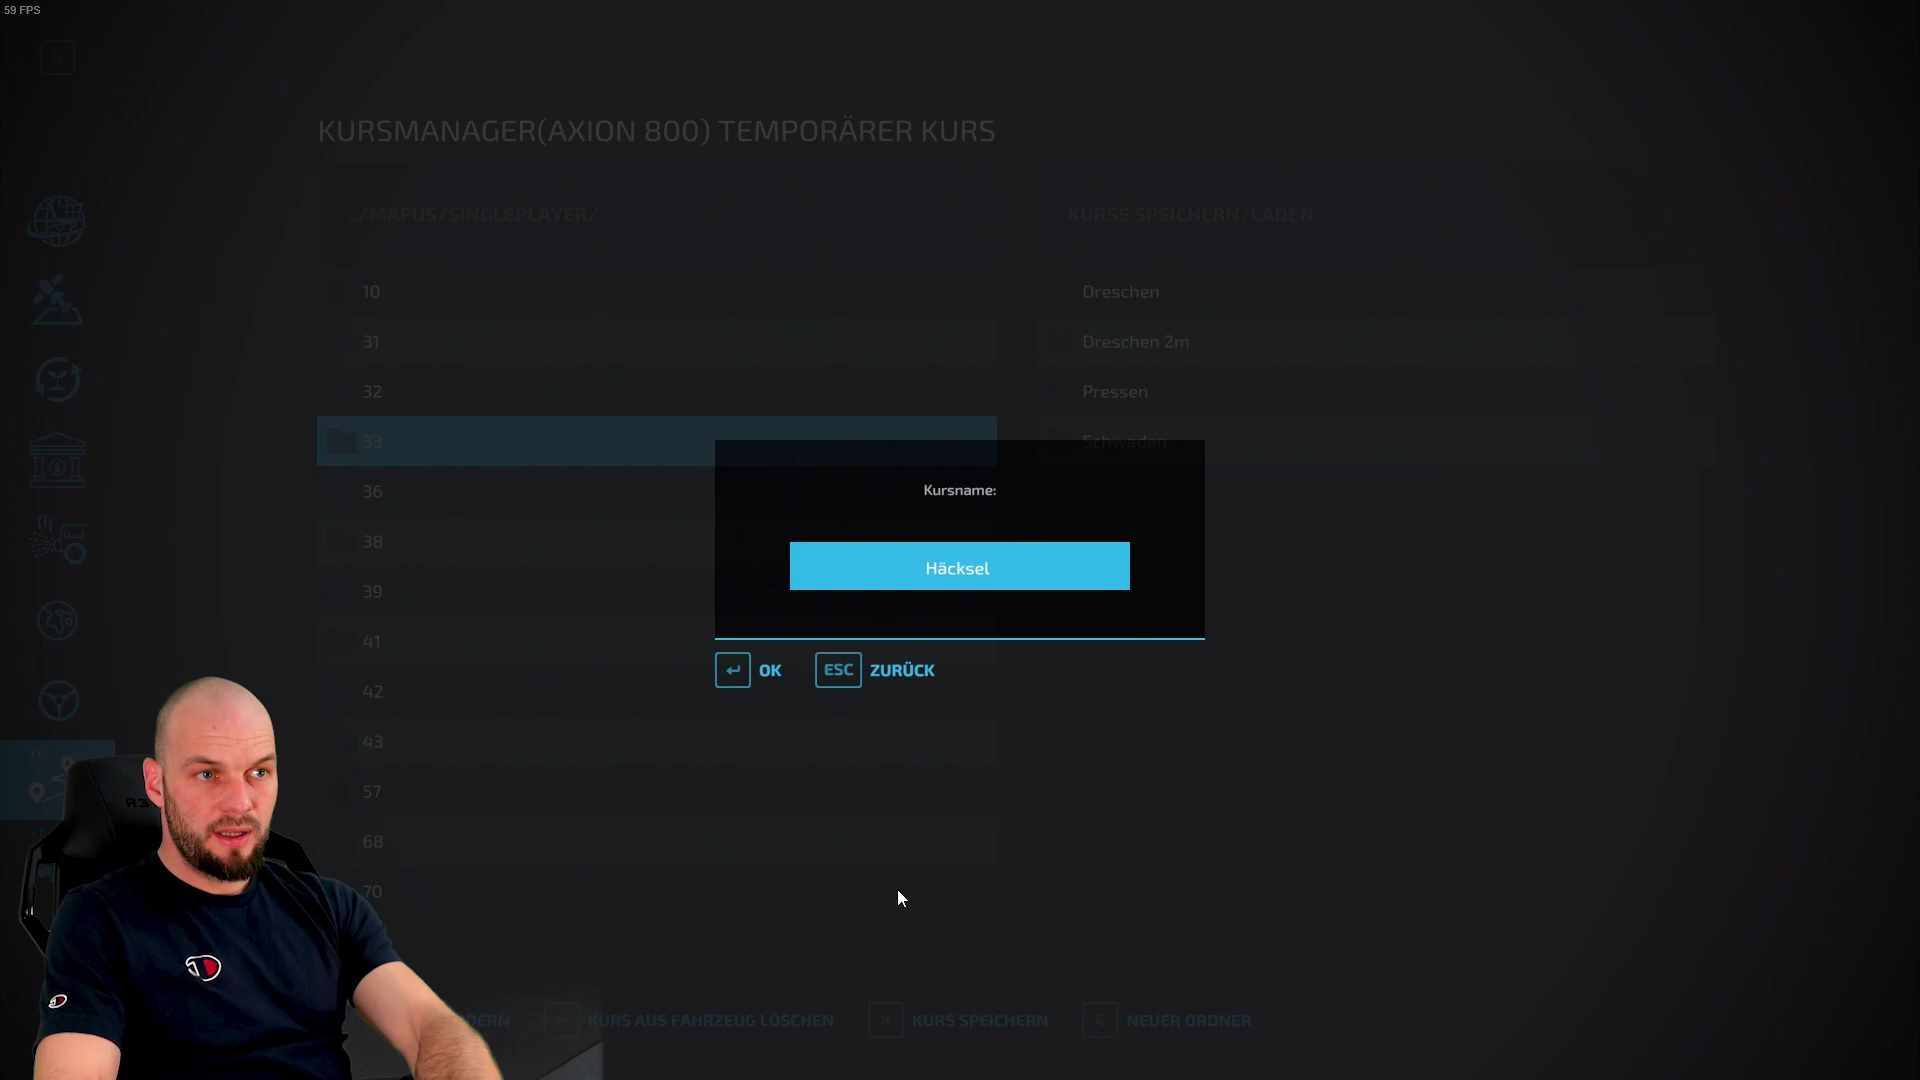 59 FPS
KURSMANAGER(AXION 800) TEMPORÄRER KURS
../MAPUS/SINGLEPLAYER/
KURSE SPEICHERN/LADEN.
10
31
32
33
36
38
39
41
42
43
57
68
70
Dreschen
Dreschen 2m
Pressen
Schwaden
Kursname:
Häcksel
OK
ESC ZURÜCK
KURS AUS FAHRZEUG LÖSCHEN
X KURS SPEICHERN
C NEUER ORDNER